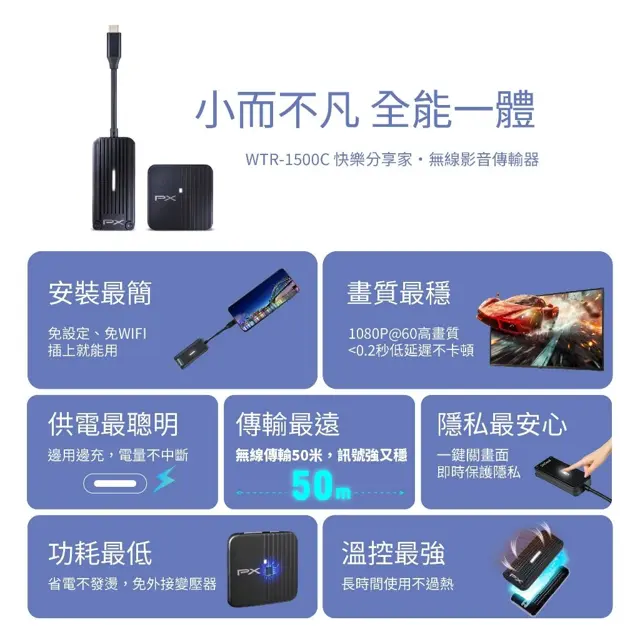 小而不凡 全能一體
WTR-1500C 快樂分享家・無線影音傳輸器
PX
PX
安裝最簡
免設定、免WIFI
插上就能用
畫質最穩
1080P@60高畫質
<0.2秒低延遲不卡頓
供電最聰明
邊用邊充，電量不中斷
傳輸最遠
無線傳輸50米，訊號強又穩
50m
隱私最安心
一鍵關畫面
即時保護隱私
功耗最低
省電不發燙，免外接變壓器
PX
溫控最強
長時間使用不過熱